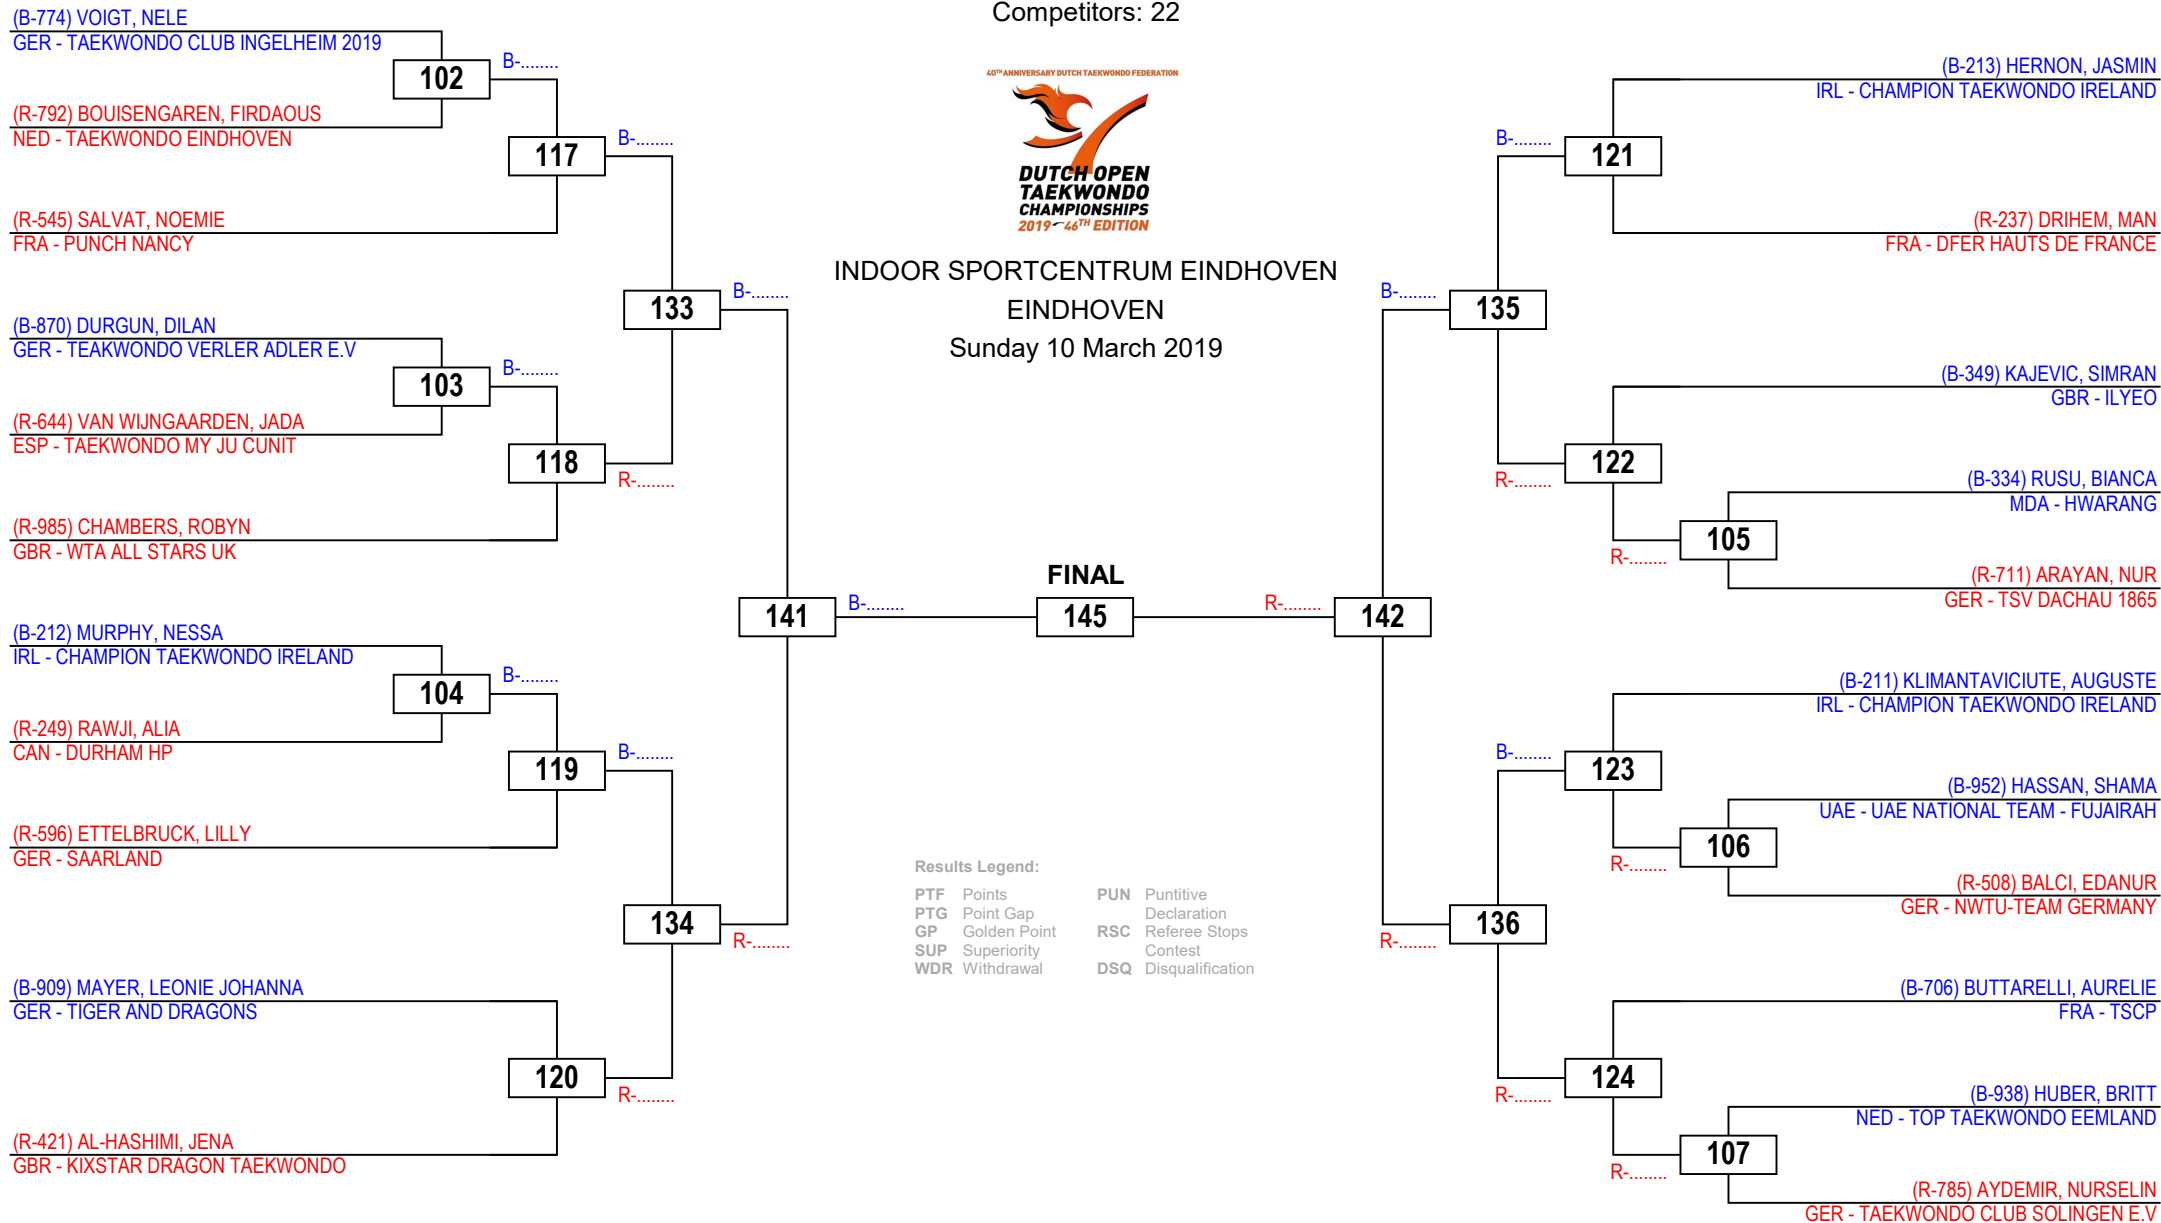 Competitors: 22
40TH ANNIVERSARY DUTCH TAEKWONDO FEDERATION
DUTCH OPEN
TAEKWONDO
CHAMPIONSHIPS
2019 ~ 46TH EDITION
INDOOR SPORTCENTRUM EINDHOVEN
EINDHOVEN
Sunday 10 March 2019
(B-774) VOIGT, NELE
GER - TAEKWONDO CLUB INGELHEIM 2019
B-........
102
(R-792) BOUISENGAREN, FIRDAOUS
NED - TAEKWONDO EINDHOVEN
B-........
117
(R-545) SALVAT, NOEMIE
FRA - PUNCH NANCY
133
B-........
(B-870) DURGUN, DILAN
GER - TEAKWONDO VERLER ADLER E.V
B-........
103
(R-644) VAN WIJNGAARDEN, JADA
ESP - TAEKWONDO MY JU CUNIT
118
R-........
(R-985) CHAMBERS, ROBYN
GBR - WTA ALL STARS UK
141
B-........
(B-212) MURPHY, NESSA
IRL - CHAMPION TAEKWONDO IRELAND
B-........
104
(R-249) RAWJI, ALIA
CAN - DURHAM HP
B-........
119
(R-596) ETTELBRUCK, LILLY
GER - SAARLAND
134
R-........
(B-909) MAYER, LEONIE JOHANNA
GER - TIGER AND DRAGONS
120
R-........
(R-421) AL-HASHIMI, JENA
GBR - KIXSTAR DRAGON TAEKWONDO
FINAL
145
Results Legend:
PTF Points
PTG Point Gap
GP Golden Point
SUP Superiority
WDR Withdrawal
PUN Puntitive
Declaration
RSC Referee Stops
Contest
DSQ Disqualification
(B-213) HERNON, JASMIN
IRL - CHAMPION TAEKWONDO IRELAND
B-........
121
(R-237) DRIHEM, MAN
FRA - DFER HAUTS DE FRANCE
B-........
135
(B-349) KAJEVIC, SIMRAN
GBR - ILYEO
122
R-........
(B-334) RUSU, BIANCA
MDA - HWARANG
105
R-........
(R-711) ARAYAN, NUR
GER - TSV DACHAU 1865
R-........
142
(B-211) KLIMANTAVICIUTE, AUGUSTE
IRL - CHAMPION TAEKWONDO IRELAND
B-........
123
(B-952) HASSAN, SHAMA
UAE - UAE NATIONAL TEAM - FUJAIRAH
106
R-........
(R-508) BALCI, EDANUR
GER - NWTU-TEAM GERMANY
136
R-........
(B-706) BUTTARELLI, AURELIE
FRA - TSCP
124
R-........
(B-938) HUBER, BRITT
NED - TOP TAEKWONDO EEMLAND
107
R-........
(R-785) AYDEMIR, NURSELIN
GER - TAEKWONDO CLUB SOLINGEN E.V